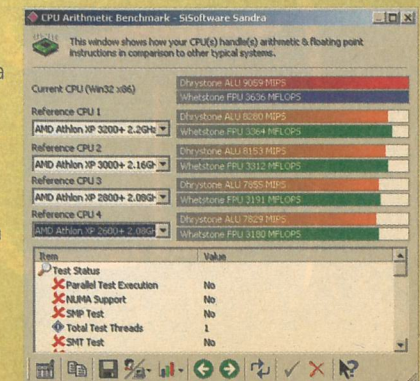 CPU Arithmetic Benchmark - SiSoftware Sandra
This window shows how your CPU(s) handle(s) arithmetic & floating point
instructions in comparison to other typical systems.
Current CPU (Win32 x86)
Dhrystone ALU 9089 MIPS
Whetstone FPU 3636 MFLOPS
Reference CPU 1
AMD Athlon XP 3200+ 2.2GHz
Dhrystone ALU 8280 MIPS
Whetstone FPU 3364 MFLOPS
Reference CPU 2
AMD Athlon XP 3000+ 2.16GH
Dhrystone ALU 8153 MIPS
Whetstone FPU 3312 MFLOPS
Reference CPU 3
AMD Athlon XP 2800+ 2.08GH
Dhrystone ALU 7855 MIPS
Whetstone FPU 3191 MFLOPS
Reference CPU 4
AMD Athlon XP 2600+ 2.08GH
Dhrystone ALU 7829 MIPS
Whetstone FPU 3180 MFLOPS
Item Value
Test Status
Parallel Test Execution No
NUMA Support No
SMP Test No
Total Test Threads 1
SMT Test No